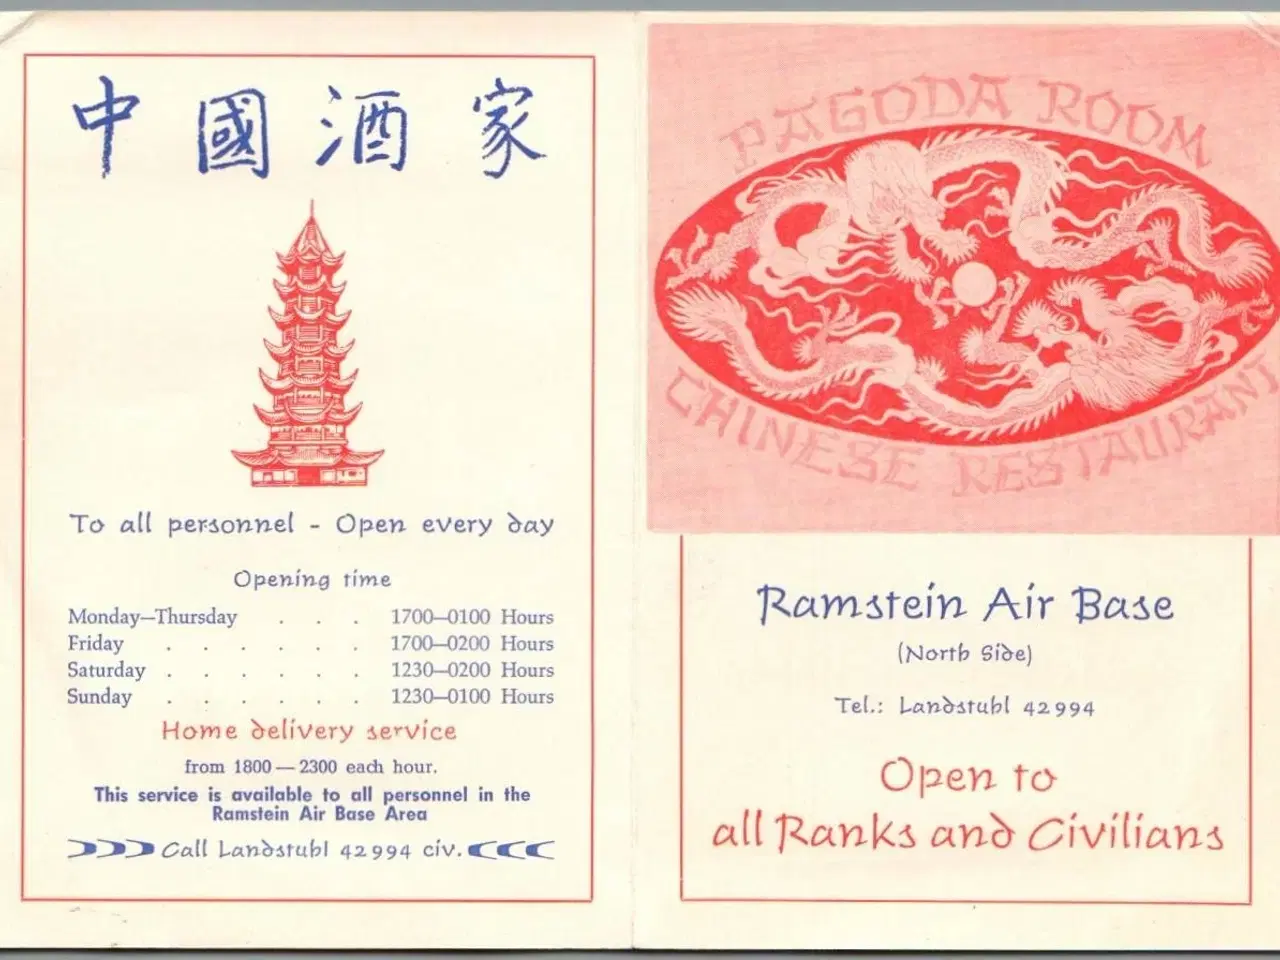 中 國 酒 家
To all personnel - Open every day
Opening time
Monday—Thursday . . . 1700—0100 Hours
Friday . . . . . . 1700—0200 Hours
Saturday . . . . . . 1230—0200 Hours
Sunday . . . . . . 1230—0100 Hours
Home delivery service
from 1800 — 2300 each hour.
This service is available to all personnel in the
Ramstein Air Base Area
Call Landstuhl 42994 civ.
PAGODA ROOM
CHINESE RESTAURANT
Ramstein Air Base
(North Side)
Tel.: Landstuhl 42994
Open to
all Ranks and Civilians